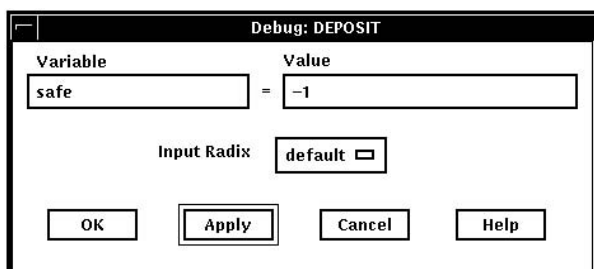 Debug: DEPOSIT
Variable Value
safe = -1
Input Radix default
OK Apply Cancel Help